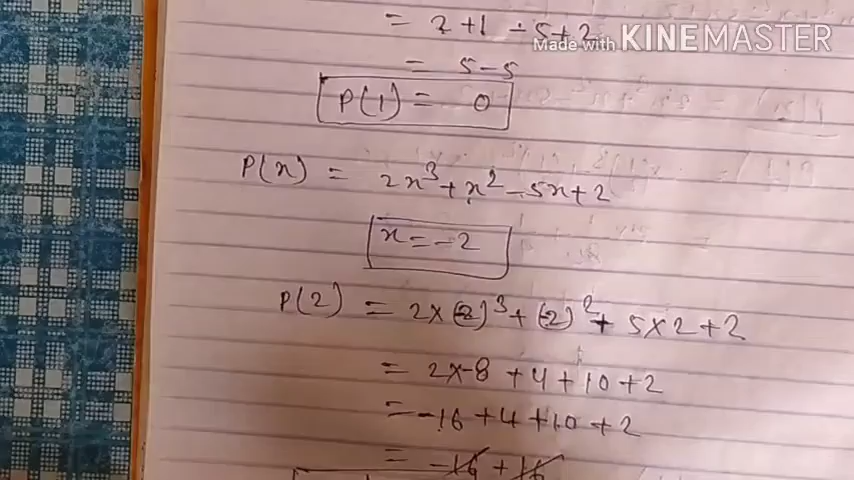 = 2+1-5+2
Made with KINEMASTER
= 5-5
P(1) = 0
P(x) = 2x³+x²-5x+2
x=-2
P(2) = 2×(-2)³+(-2)²+ 5×2+2
= 2×-8 +4+10+2
= -16 +4 +10 +2
= -16 +16